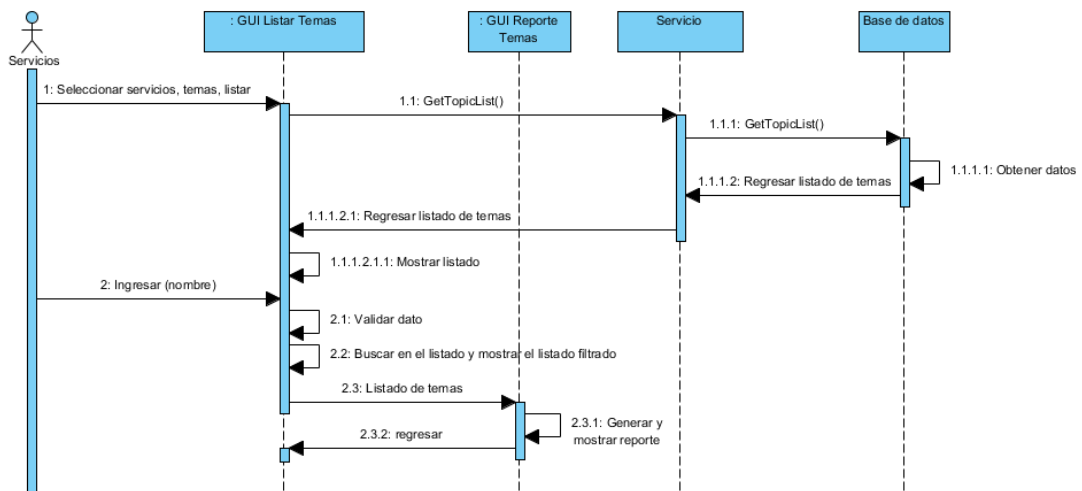 : GUI Listar Temas
: GUI Reporte
Temas
Servicio
Base de datos
Servicios
1: Seleccionar servicios, temas, listar
1.1: GetTopicList()
1.1.1: GetTopicList()
1.1.1.1: Obtener datos
1.1.1.2: Regresar listado de temas
1.1.1.2.1: Regresar listado de temas
1.1.1.2.1.1: Mostrar listado
2: Ingresar (nombre)
2.1: Validar dato
2.2: Buscar en el listado y mostrar el listado filtrado
2.3: Listado de temas
2.3.1: Generar y
mostrar reporte
2.3.2: regresar